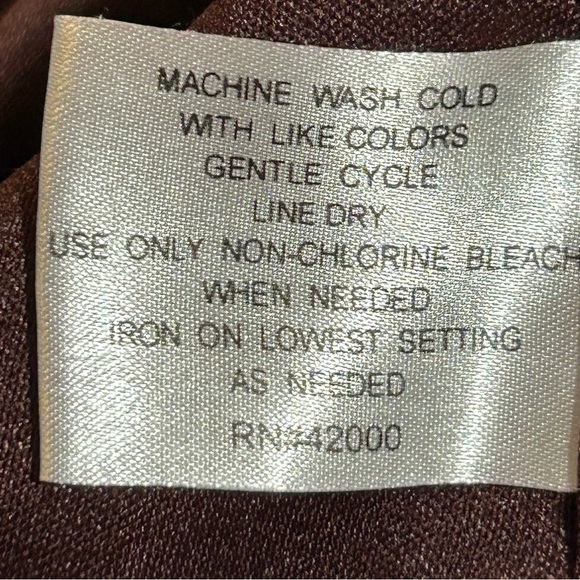 MACHINE WASH COLD
WITH LIKE COLORS
GENTLE CYCLE
LINE DRY
USE ONLY NON-CHLORINE BLEACH
WHEN NEEDED
IRON ON LOWEST SETTING
AS NEEDED
RN#42000